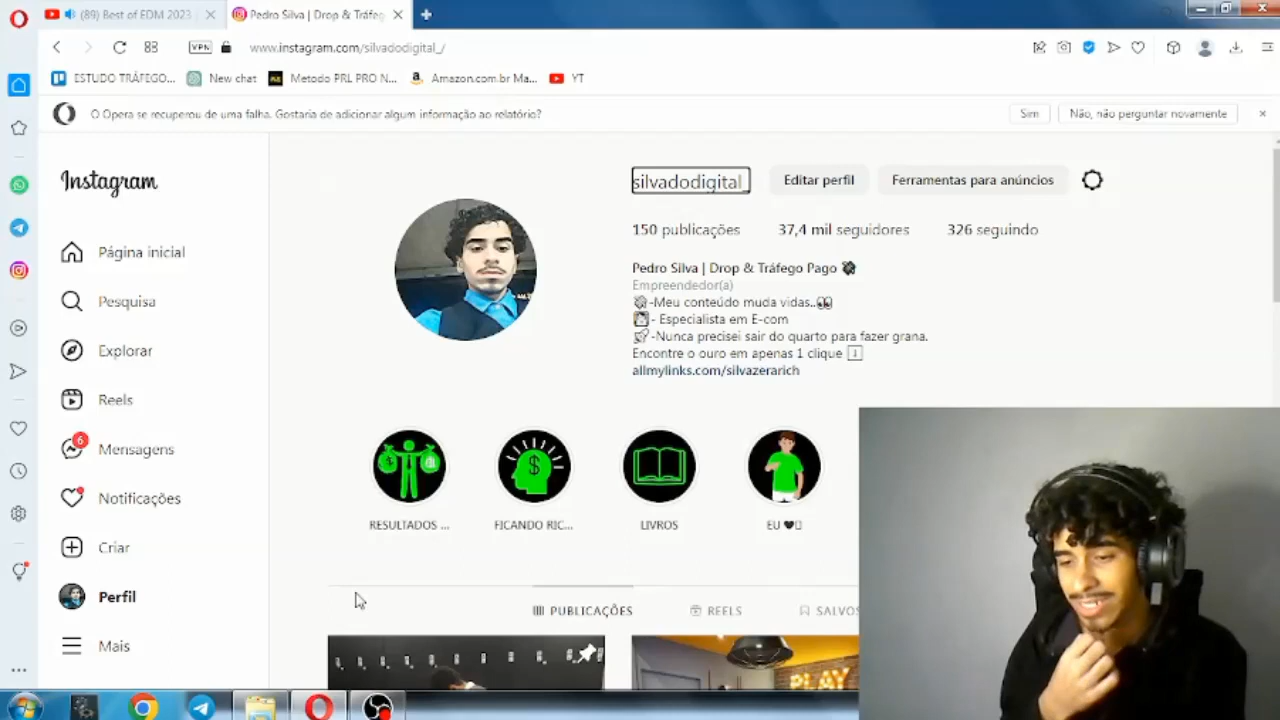 (89) Best of EDM 2023
Pedro Silva | Drop & Tráfeg
VPN
www.instagram.com/silvadodigital_/
ESTUDO TRÁFEGO...
New chat
Metodo PRL PRO N...
Amazon.com.br Ma...
YT
O Opera se recuperou de uma falha. Gostaria de adicionar algum informação ao relatório?
Sim
Não, não perguntar novamente
Instagram
silvadodigital_
Editar perfil
Ferramentas para anúncios
150 publicações
37,4 mil seguidores
326 seguindo
Pedro Silva | Drop & Tráfego Pago
Empreendedor(a)
-Meu conteúdo muda vidas..
- Especialista em E-com
-Nunca precisei sair do quarto para fazer grana.
Encontre o ouro em apenas 1 clique
allmylinks.com/silvazerarich
Página inicial
Pesquisa
Explorar
Reels
6
Mensagens
Notificações
Criar
Perfil
Mais
RESULTADOS ...
FICANDO RIC...
LIVROS
EU
PUBLICAÇÕES
REELS
SALVOS
PLAY